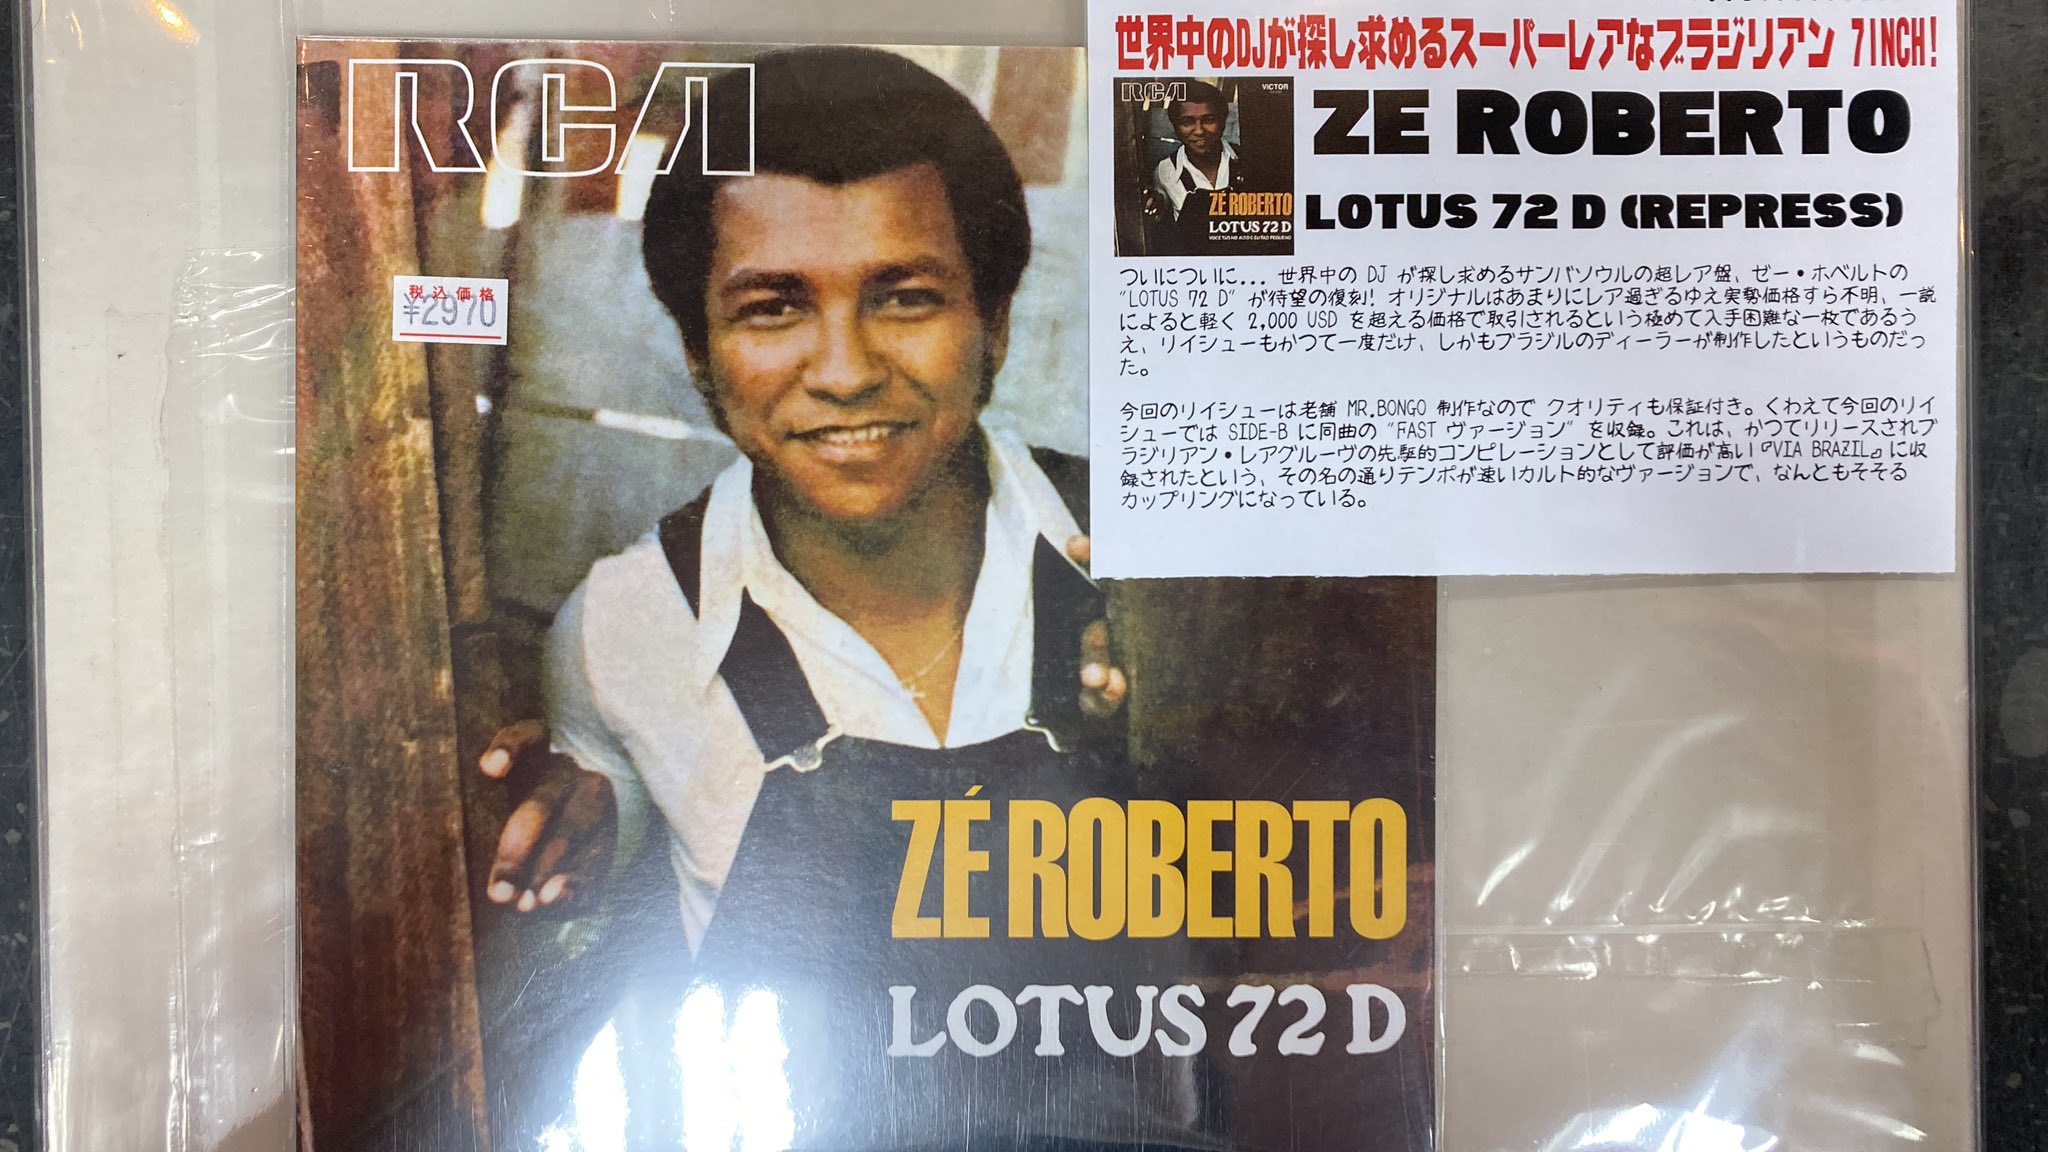 RCA
税込価格
¥2970
ZÉ ROBERTO
LOTUS 72 D
世界中のDJが探し求めるスーパーレアなブラジリアン 7INCH!
RCA
VICTOR
ZÉ ROBERTO
LOTUS 72 D
ZE ROBERTO
LOTUS 72 D (REPRESS)
ついについに... 世界中の DJ が探し求めるサンバソウルの超レア盤、ゼー・ホベルトの
"LOTUS 72 D" が待望の復刻! オリジナルはあまりにレア過ぎるゆえ実勢価格すら不明、一説
によると軽く 2,000 USD を超える価格で取引されるという極めて入手困難な一枚であるう
え、リイシューもかつて一度だけ、しかもブラジルのディーラーが制作したというものだっ
た。
今回のリイシューは老舗 MR.BONGO 制作なので クオリティも保証付き。くわえて今回のリイ
シューでは SIDE-B に同曲の "FAST ヴァージョン" を収録。これは、かつてリリースされブ
ラジリアン・レアグルーヴの先駆的コンピレーションとして評価が高い『VIA BRAZIL』に収
録されたという、その名の通りテンポが速いカルト的なヴァージョンで、なんともそそる
カップリングになっている。